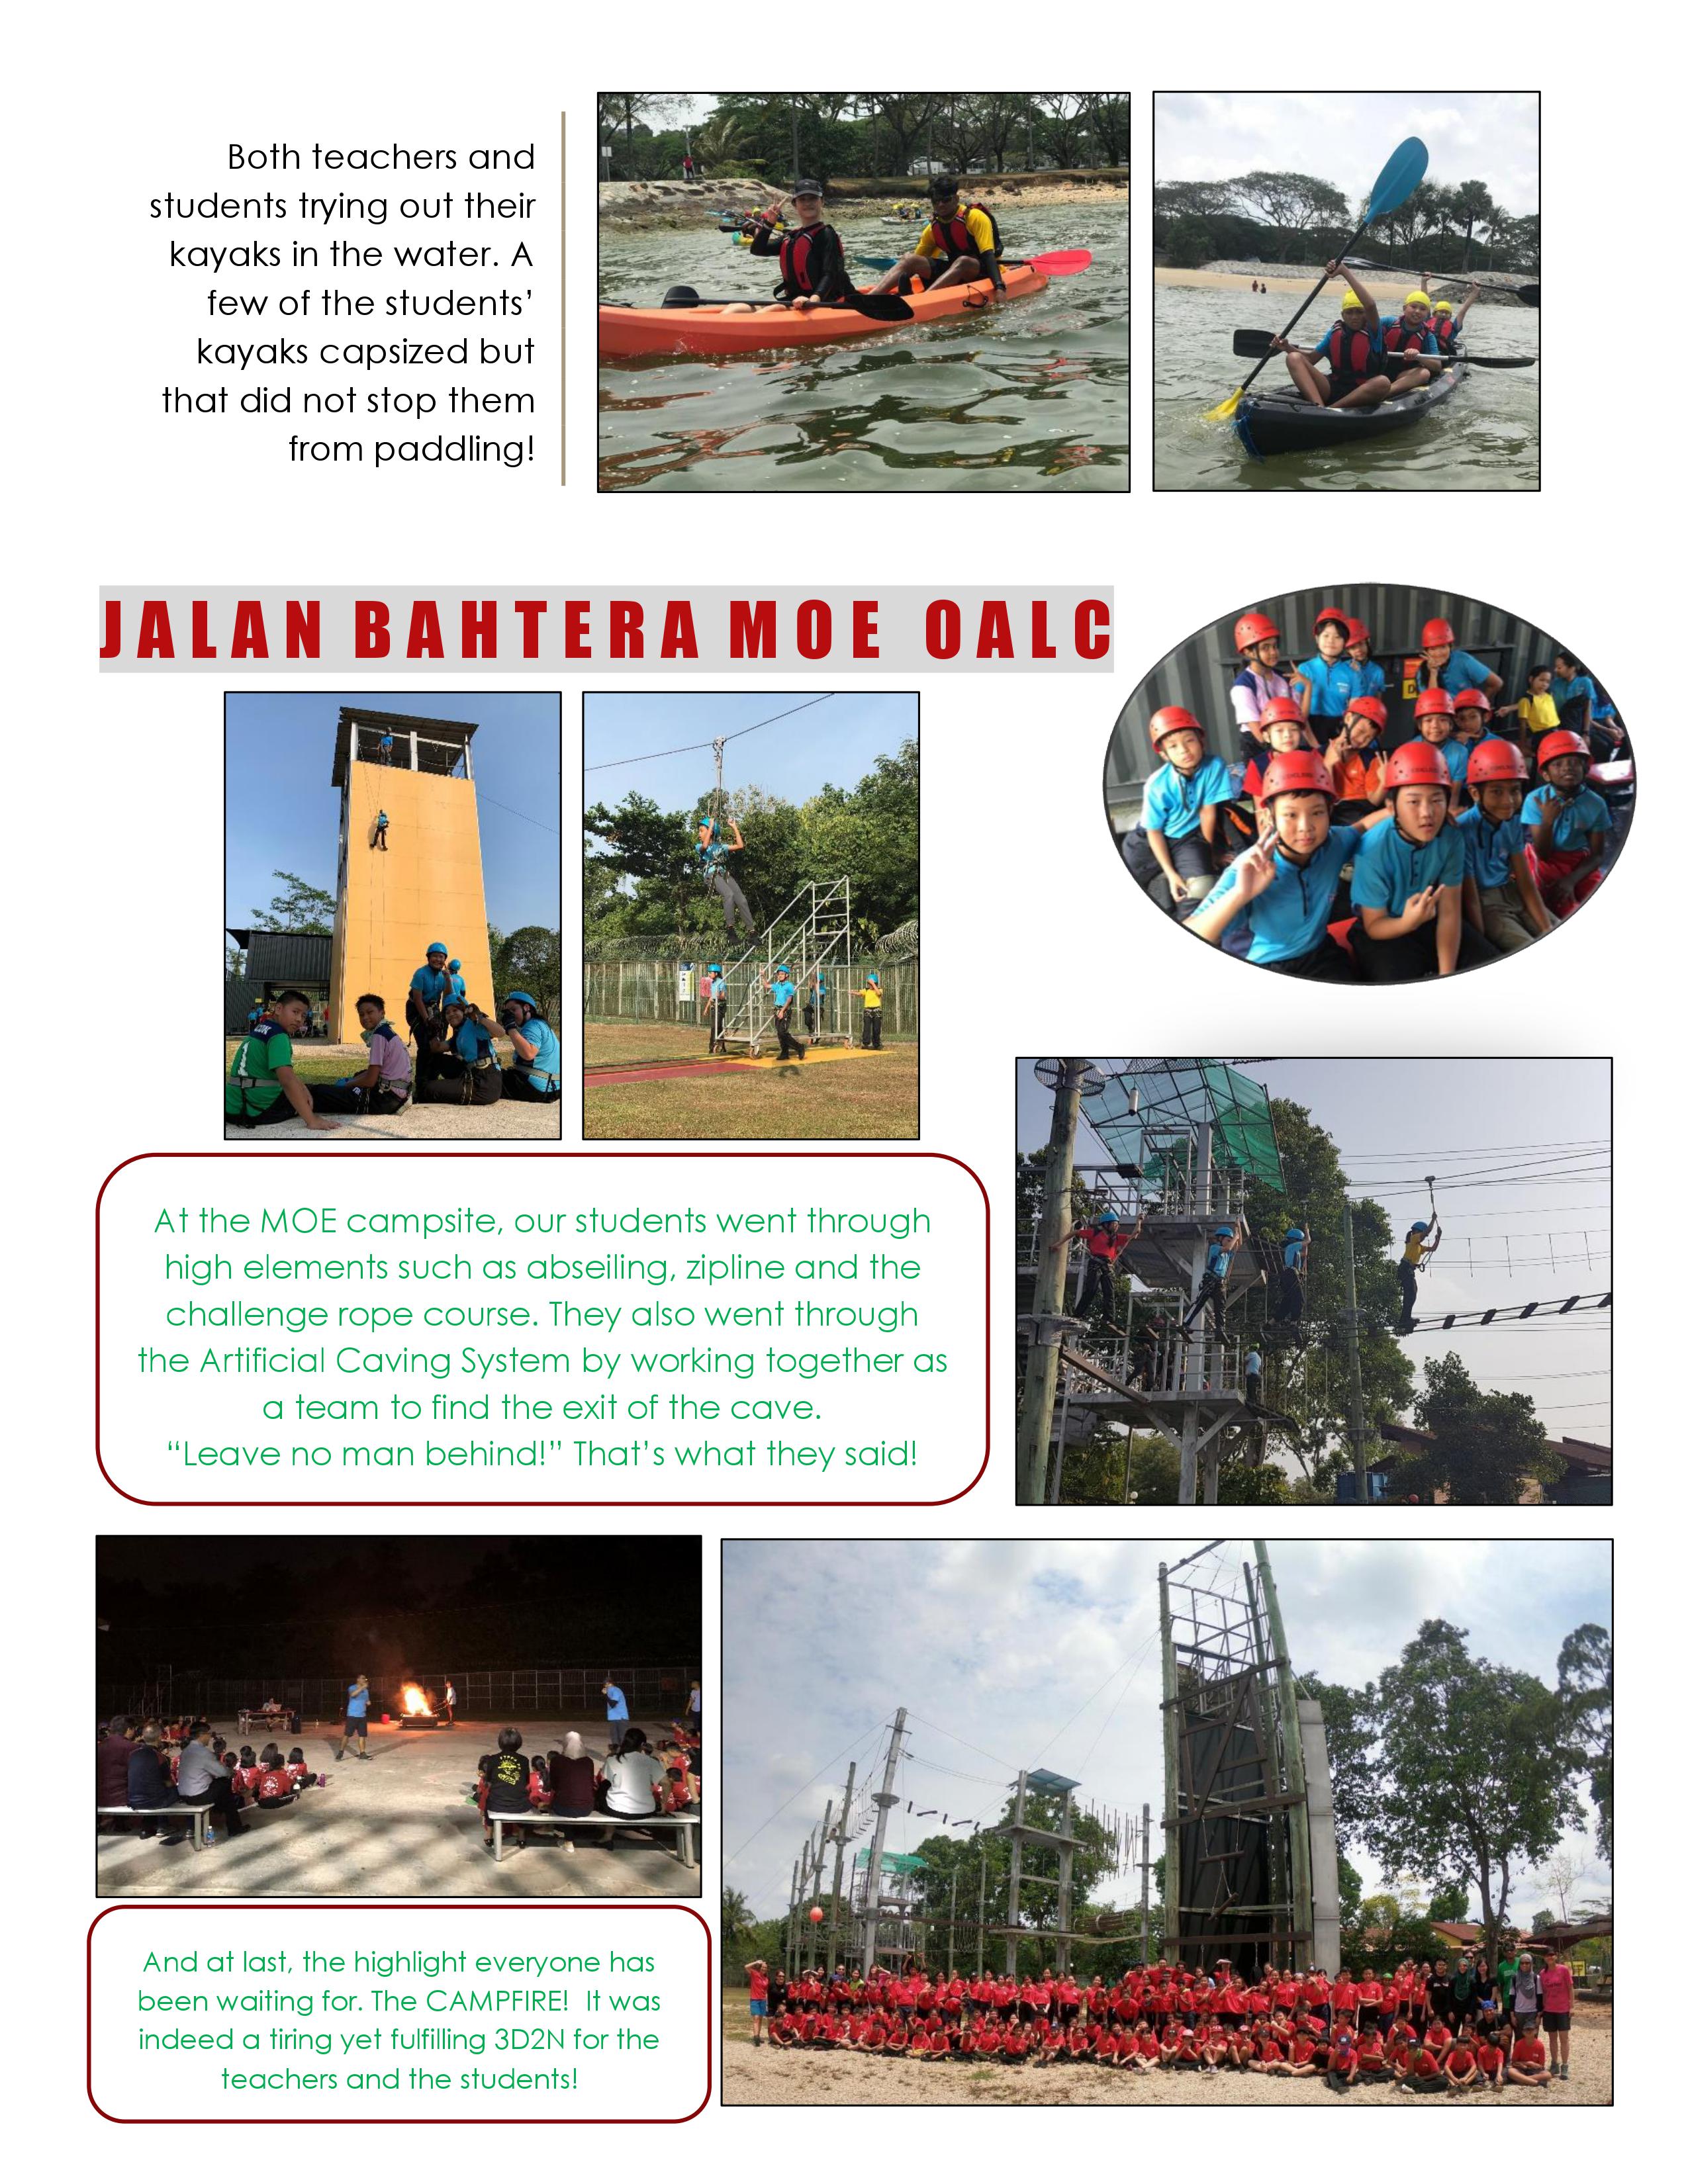 Both teachers and
students trying out their
kayaks in the water. A
few of the students’
kayaks capsized but
that did not stop them
from paddling!
JALAN BAHTERA MOE OALC
At the MOE campsite, our students went through
high elements such as abseiling, zipline and the
challenge rope course. They also went through
the Artificial Caving System by working together as
a team to find the exit of the cave.
“Leave no man behind!” That’s what they said!
And at last, the highlight everyone has
been waiting for. The CAMPFIRE! It was
indeed a tiring yet fulfilling 3D2N for the
teachers and the students!